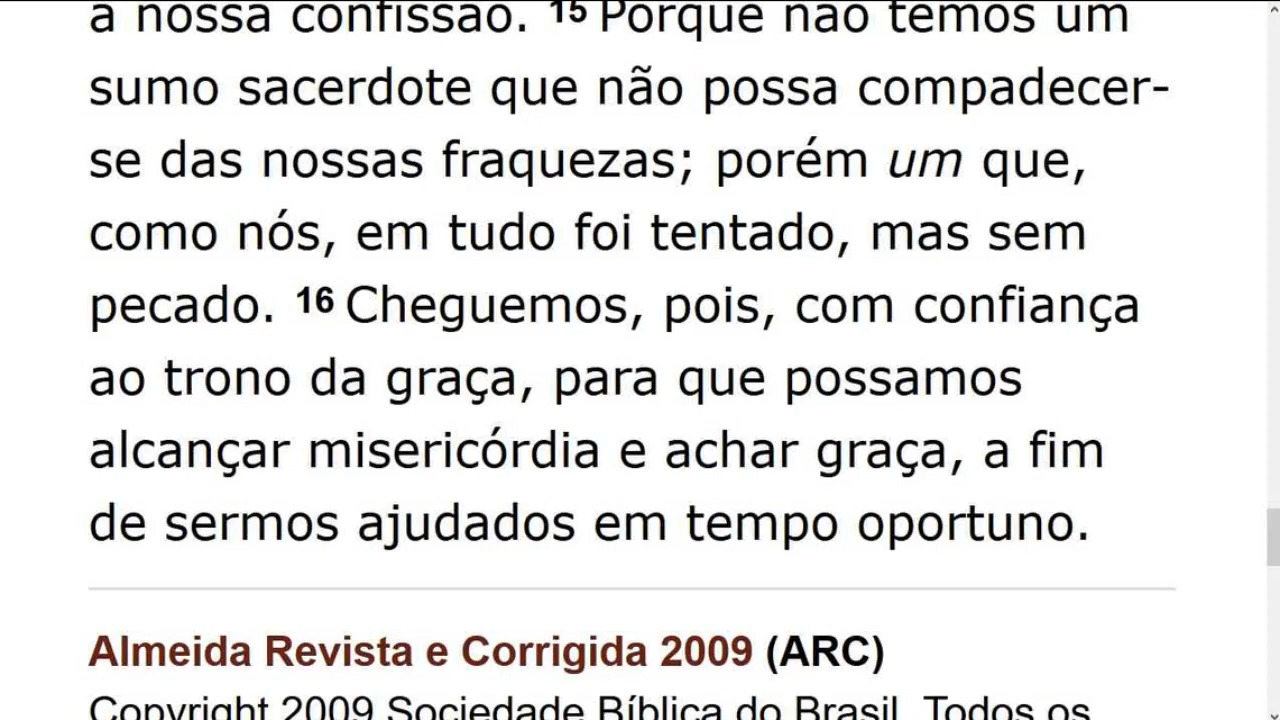 a nossa confissão. 15 Porque não temos um
sumo sacerdote que não possa compadecer-
se das nossas fraquezas; porém um que,
como nós, em tudo foi tentado, mas sem
pecado. 16 Cheguemos, pois, com confiança
ao trono da graça, para que possamos
alcançar misericórdia e achar graça, a fim
de sermos ajudados em tempo oportuno.
Almeida Revista e Corrigida 2009 (ARC)
Copyright 2009 Sociedade Bíblica do Brasil. Todos os